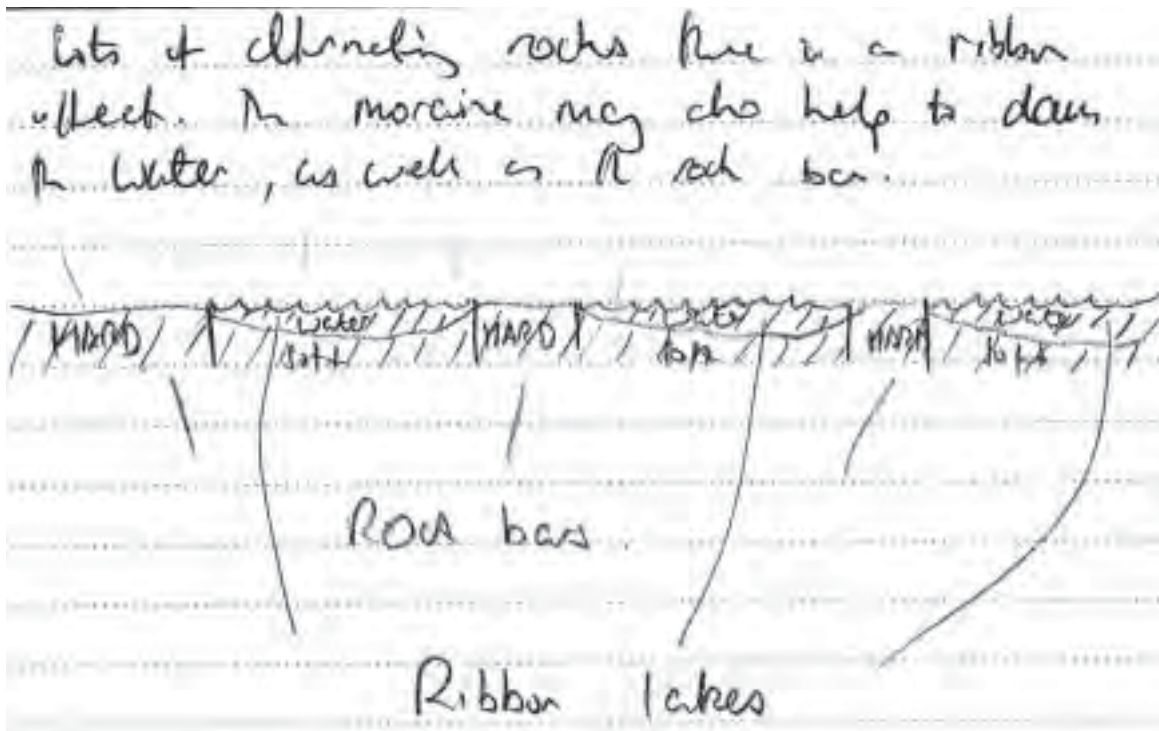 lots of alternating rocks there is a ribbon
effect. The moraine may also help to dam
the water, as well as the rock bar.
HARD water soft HARD water soft HARD water soft
Rock bars.
Ribbon lakes